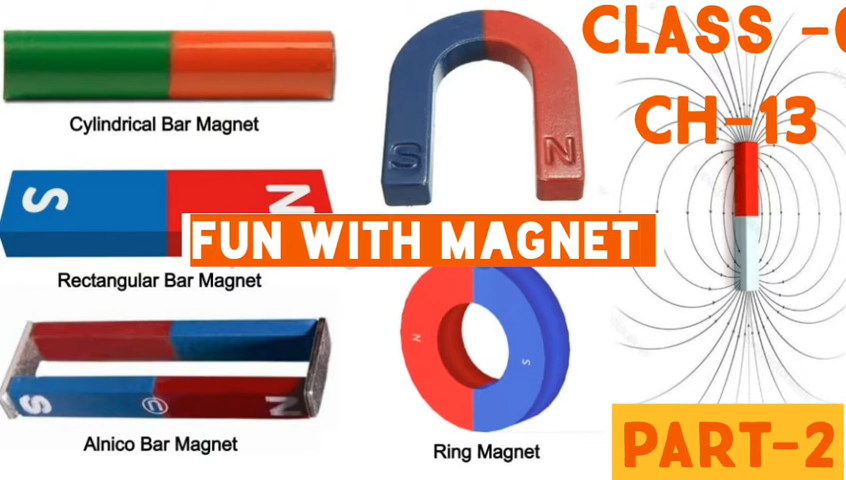 CLASS -6
CH-13
Cylindrical Bar Magnet
S N
S N
FUN WITH MAGNET
Rectangular Bar Magnet
N S
S N
Alnico Bar Magnet
Ring Magnet
PART-2